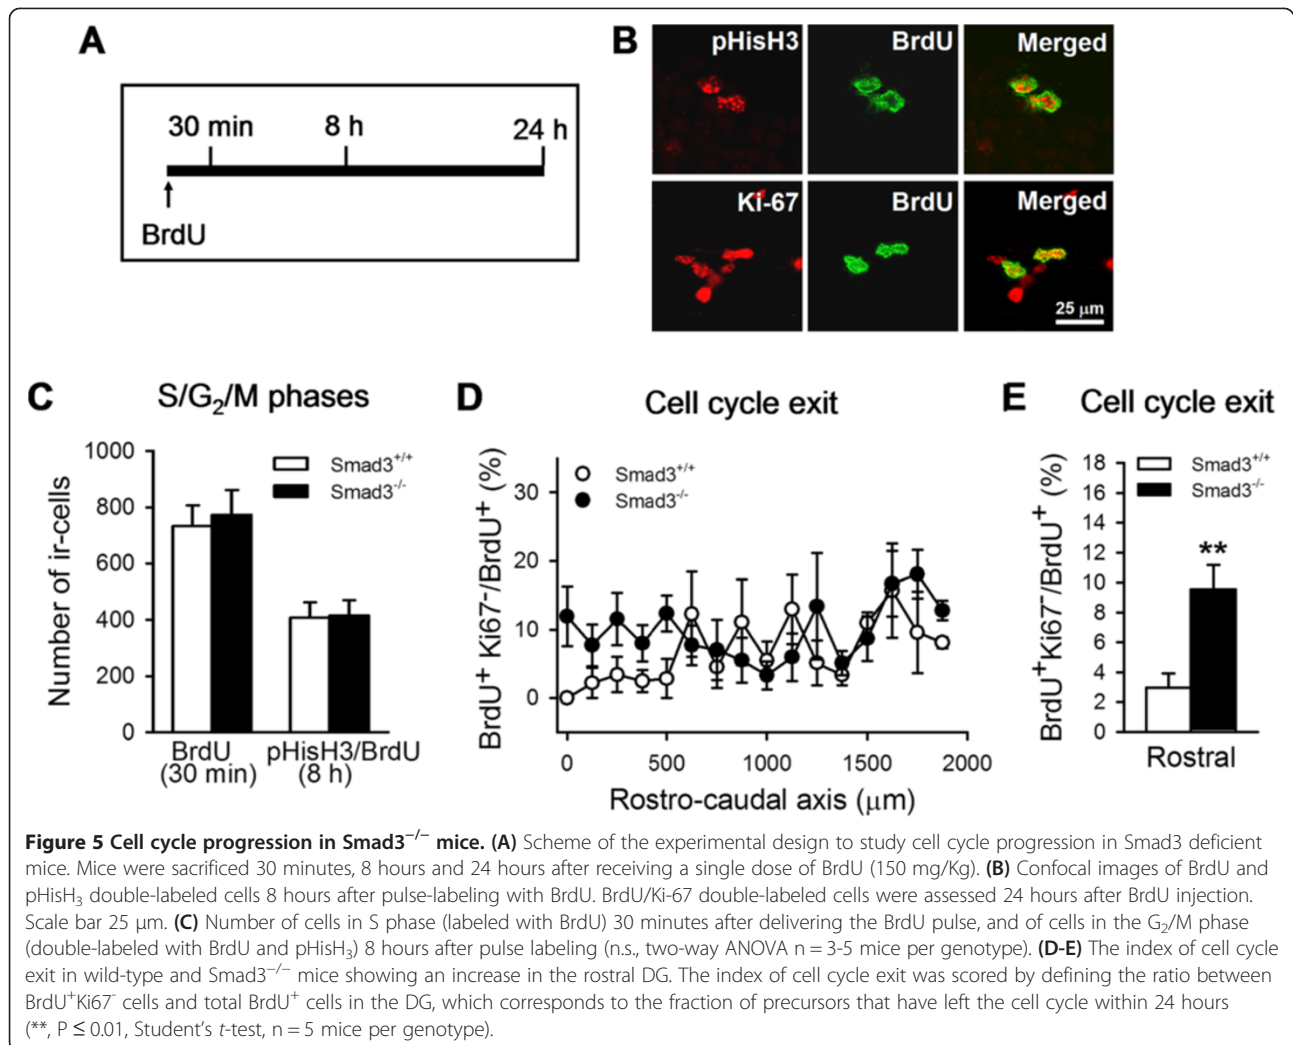 A
30 min
8 h
24 h
BrdU
B
pHisH3
BrdU
Merged
Ki-67
BrdU
Merged
25 μm
C
S/G2/M phases
Number of ir-cells
1000
800
600
400
200
0
Smad3+/+
Smad3-/-
BrdU
(30 min)
pHisH3/BrdU
(8 h)
D
Cell cycle exit
BrdU+ Ki67-/BrdU+ (%)
30
20
10
0
Smad3+/+
Smad3-/-
0
500
1000
1500
2000
Rostro-caudal axis (μm)
E
Cell cycle exit
BrdU+Ki67-/BrdU+ (%)
18
16
14
12
10
8
6
4
2
0
Smad3+/+
Smad3-/-
**
Rostral
Figure 5 Cell cycle progression in Smad3−/− mice. (A) Scheme of the experimental design to study cell cycle progression in Smad3 deficient
mice. Mice were sacrificed 30 minutes, 8 hours and 24 hours after receiving a single dose of BrdU (150 mg/Kg). (B) Confocal images of BrdU and
pHisH3 double-labeled cells 8 hours after pulse-labeling with BrdU. BrdU/Ki-67 double-labeled cells were assessed 24 hours after BrdU injection.
Scale bar 25 μm. (C) Number of cells in S phase (labeled with BrdU) 30 minutes after delivering the BrdU pulse, and of cells in the G2/M phase
(double-labeled with BrdU and pHisH3) 8 hours after pulse labeling (n.s., two-way ANOVA n = 3-5 mice per genotype). (D-E) The index of cell cycle
exit in wild-type and Smad3−/− mice showing an increase in the rostral DG. The index of cell cycle exit was scored by defining the ratio between
BrdU+Ki67- cells and total BrdU+ cells in the DG, which corresponds to the fraction of precursors that have left the cell cycle within 24 hours
(**, P ≤ 0.01, Student's t-test, n = 5 mice per genotype).